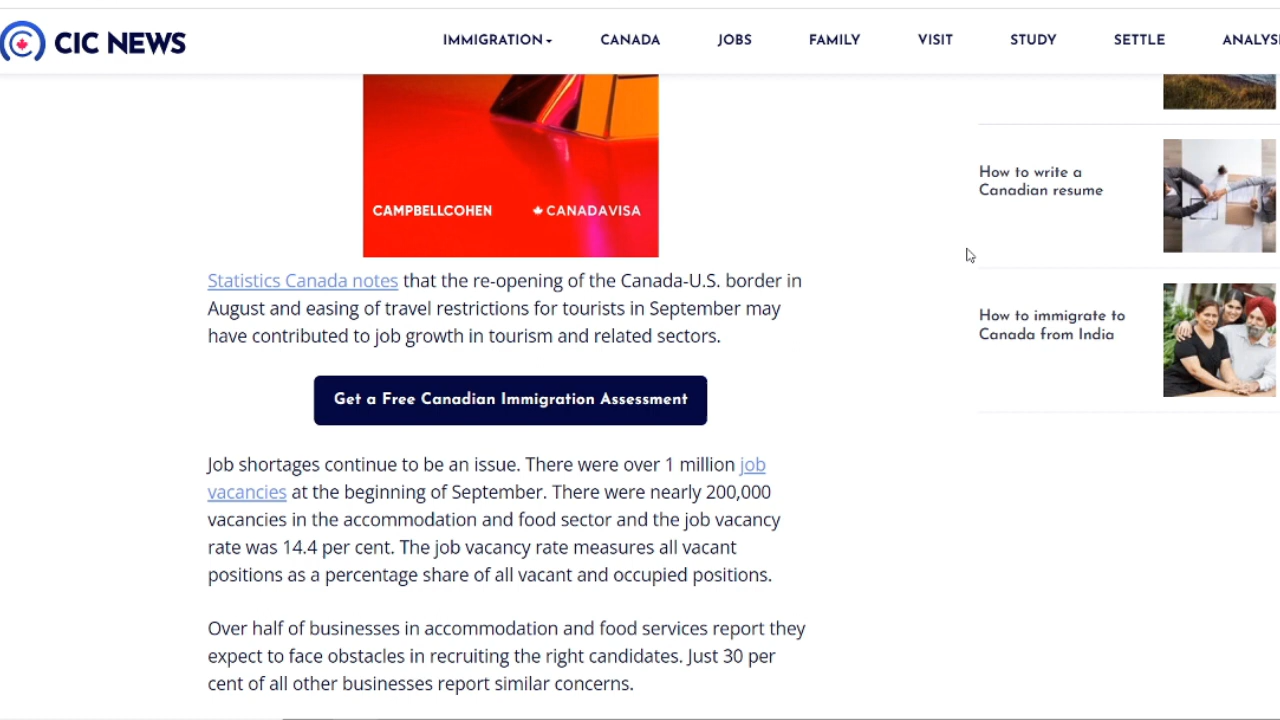 CIC NEWS
IMMIGRATION
CANADA
JOBS
FAMILY
VISIT
STUDY
SETTLE
ANALYSI
CAMPBELLCOHEN
CANADAVISA
Statistics Canada notes that the re-opening of the Canada-U.S. border in
August and easing of travel restrictions for tourists in September may
have contributed to job growth in tourism and related sectors.
Get a Free Canadian Immigration Assessment
Job shortages continue to be an issue. There were over 1 million job
vacancies at the beginning of September. There were nearly 200,000
vacancies in the accommodation and food sector and the job vacancy
rate was 14.4 per cent. The job vacancy rate measures all vacant
positions as a percentage share of all vacant and occupied positions.
Over half of businesses in accommodation and food services report they
expect to face obstacles in recruiting the right candidates. Just 30 per
cent of all other businesses report similar concerns.
How to write a
Canadian resume
How to immigrate to
Canada from India